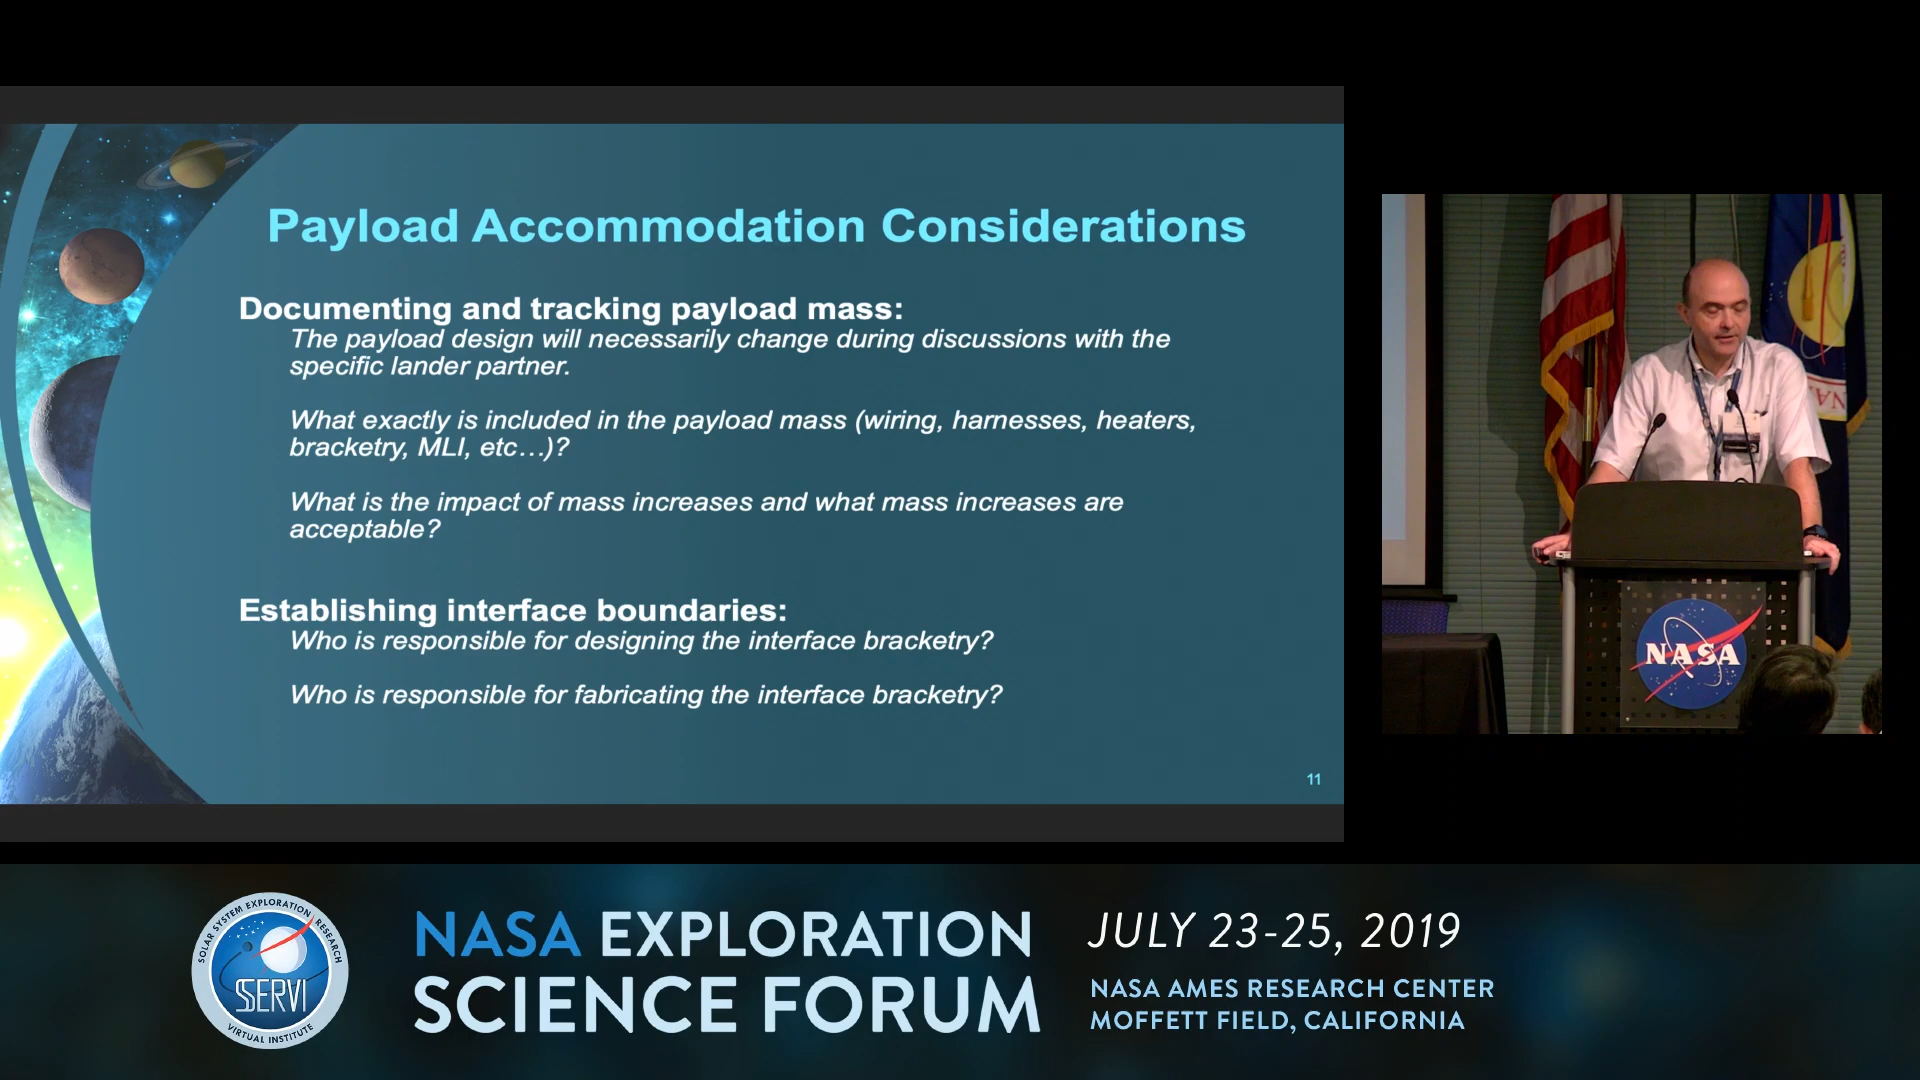 Payload Accommodation Considerations
Documenting and tracking payload mass:
The payload design will necessarily change during discussions with the
specific lander partner.
What exactly is included in the payload mass (wiring, harnesses, heaters,
bracketry, MLI, etc…)?
What is the impact of mass increases and what mass increases are
acceptable?
Establishing interface boundaries:
Who is responsible for designing the interface bracketry?
Who is responsible for fabricating the interface bracketry?
11
NASA
SOLAR SYSTEM EXPLORATION RESEARCH
SSERVI
VIRTUAL INSTITUTE
NASA EXPLORATION
SCIENCE FORUM
JULY 23-25, 2019
NASA AMES RESEARCH CENTER
MOFFETT FIELD, CALIFORNIA